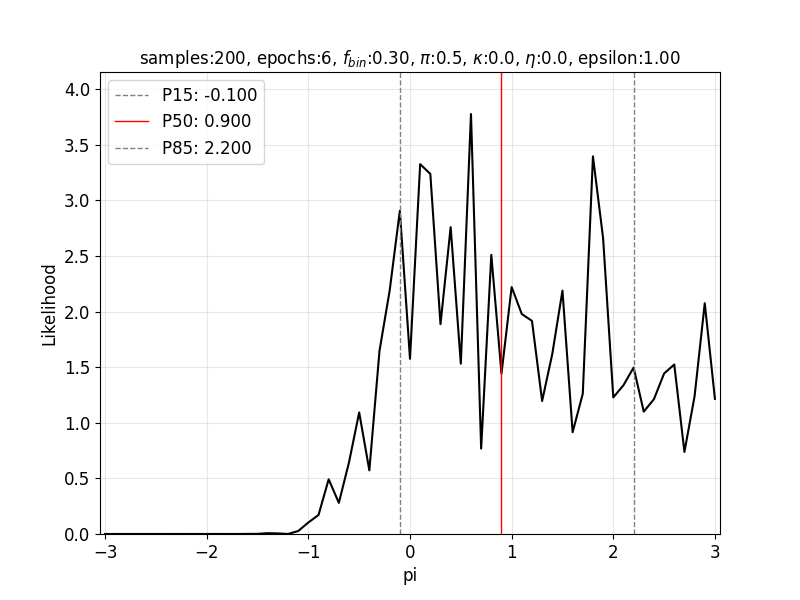 samples:200, epochs:6, f_bin:0.30, π:0.5, κ:0.0, η:0.0, epsilon:1.00
P15: -0.100
P50: 0.900
P85: 2.200
4.0
3.5
3.0
2.5
2.0
1.5
1.0
0.5
0.0
Likelihood
−3 −2 −1 0 1 2 3
pi